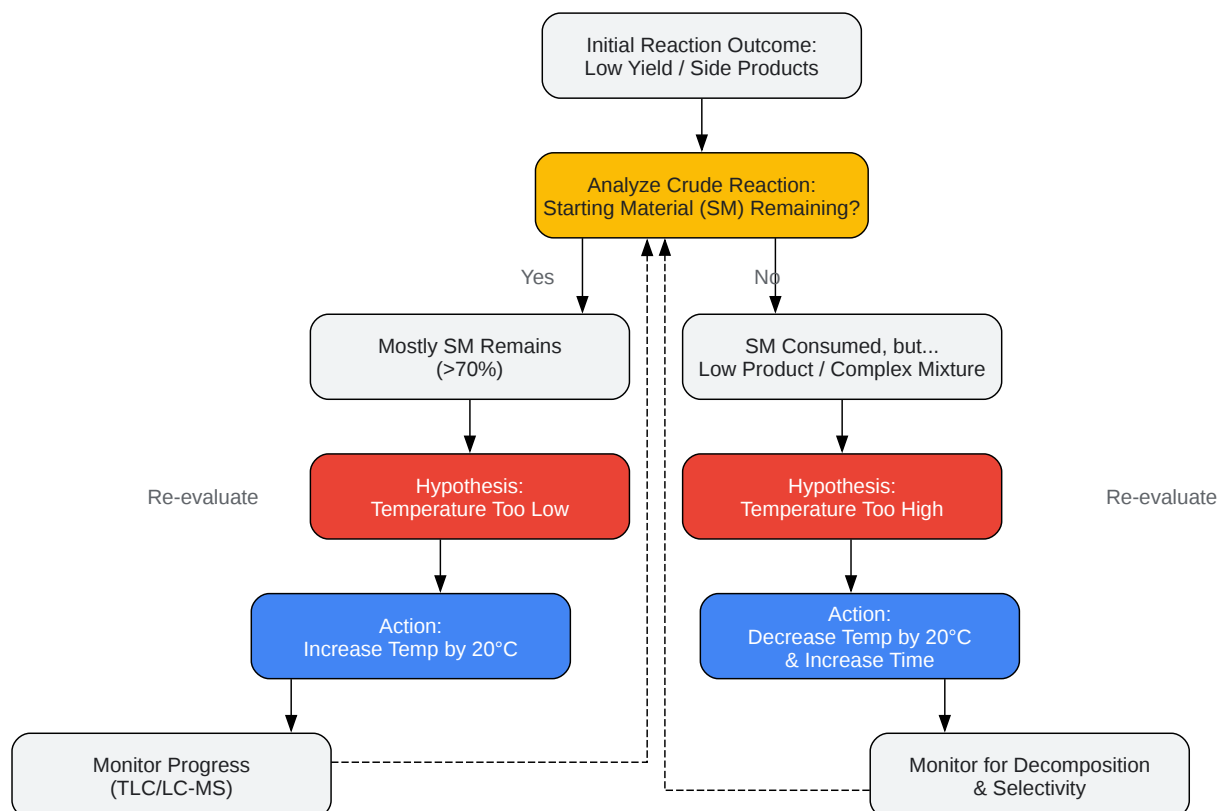 Initial Reaction Outcome:
Low Yield / Side Products
Analyze Crude Reaction:
Starting Material (SM) Remaining?
Yes
No
Mostly SM Remains
(>70%)
SM Consumed, but...
Low Product / Complex Mixture
Re-evaluate
Hypothesis:
Temperature Too Low
Hypothesis:
Temperature Too High
Re-evaluate
Action:
Increase Temp by 20°C
Action:
Decrease Temp by 20°C
& Increase Time
Monitor Progress
(TLC/LC-MS)
Monitor for Decomposition
& Selectivity